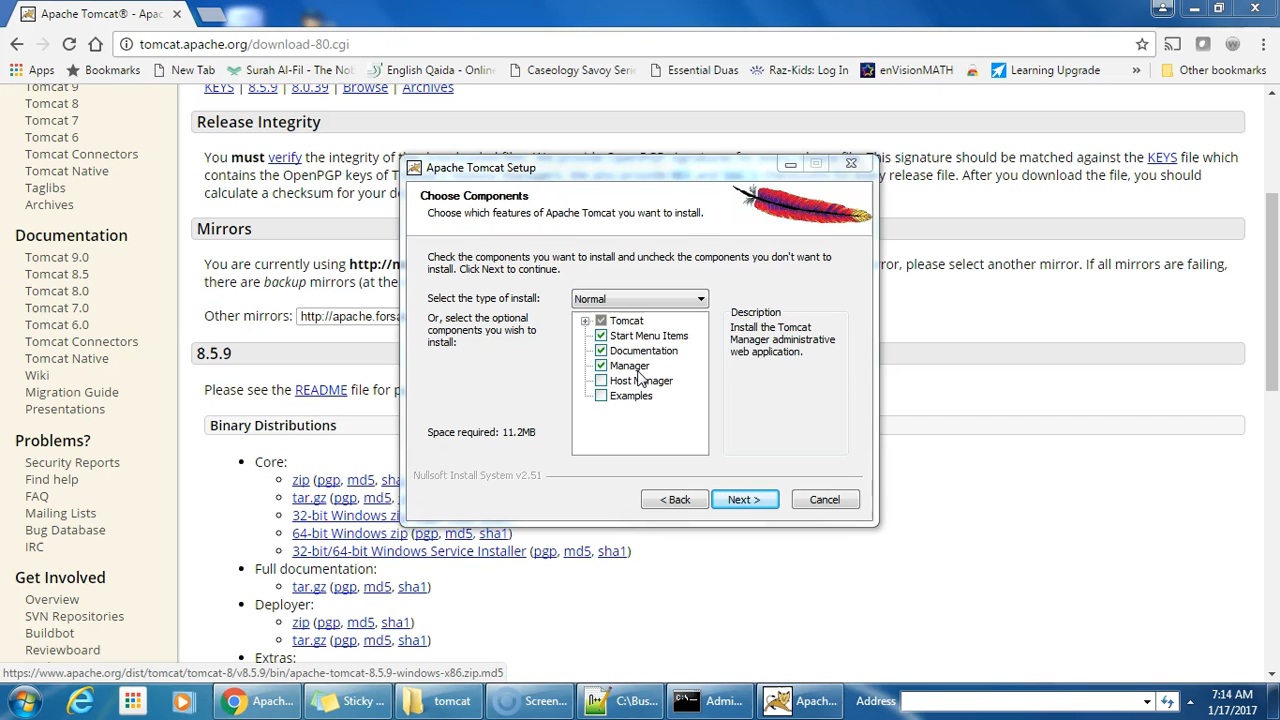 Apache Tomcat® - Apac
tomcat.apache.org/download-80.cgi
Apps Bookmarks New Tab Surah Al-Fil - The Nob English Qaida - Online Caseology Savoy Serie Essential Duas Raz-Kids: Log In enVisionMATH Learning Upgrade » Other bookmarks
Tomcat 9
Tomcat 8
Tomcat 7
Tomcat 6
Tomcat Connectors
Tomcat Native
Taglibs
Archives
Documentation
Tomcat 9.0
Tomcat 8.5
Tomcat 8.0
Tomcat 7.0
Tomcat 6.0
Tomcat Connectors
Tomcat Native
Wiki
Migration Guide
Presentations
Problems?
Security Reports
Find help
FAQ
Mailing Lists
Bug Database
IRC
Get Involved
Overview
SVN Repositories
Buildbot
Reviewboard
KEYS | 8.5.9 | 8.0.39 | Browse | Archives
Release Integrity
You must verify the integrity of the
signature should be matched against the KEYS file which
contains the OpenPGP keys of
release file. After you download the file, you should
calculate a checksum for your
Mirrors
You are currently using http://
please select another mirror. If all mirrors are failing,
there are backup mirrors (at the
Other mirrors: http://apache.forsa
8.5.9
Please see the README file for
Binary Distributions
Core:
zip (pgp, md5,
tar.gz (pgp, md5,
32-bit Windows
64-bit Windows zip (pgp, md5, sha1)
32-bit/64-bit Windows Service Installer (pgp, md5, sha1)
Full documentation:
tar.gz (pgp, md5, sha1)
Deployer:
zip (pgp, md5, sha1)
tar.gz (pgp, md5, sha1)
Extras:
Apache Tomcat Setup
Choose Components
Choose which features of Apache Tomcat you want to install.
Check the components you want to install and uncheck the components you don't want to
install. Click Next to continue.
Select the type of install:
Normal
Or, select the optional
components you wish to
install:
Tomcat
Start Menu Items
Documentation
Manager
Host Manager
Examples
Description
Install the Tomcat
Manager administrative
web application.
Space required: 11.2MB
Nullsoft Install System v2.51
< Back Next > Cancel
https://www.apache.org/dist/tomcat/tomcat-8/v8.5.9/bin/apache-tomcat-8.5.9-windows-x86.zip.md5
Apach... Sticky ... tomcat Screen... C:\Bus... Admi... Apach... Address
7:14 AM
1/17/2017